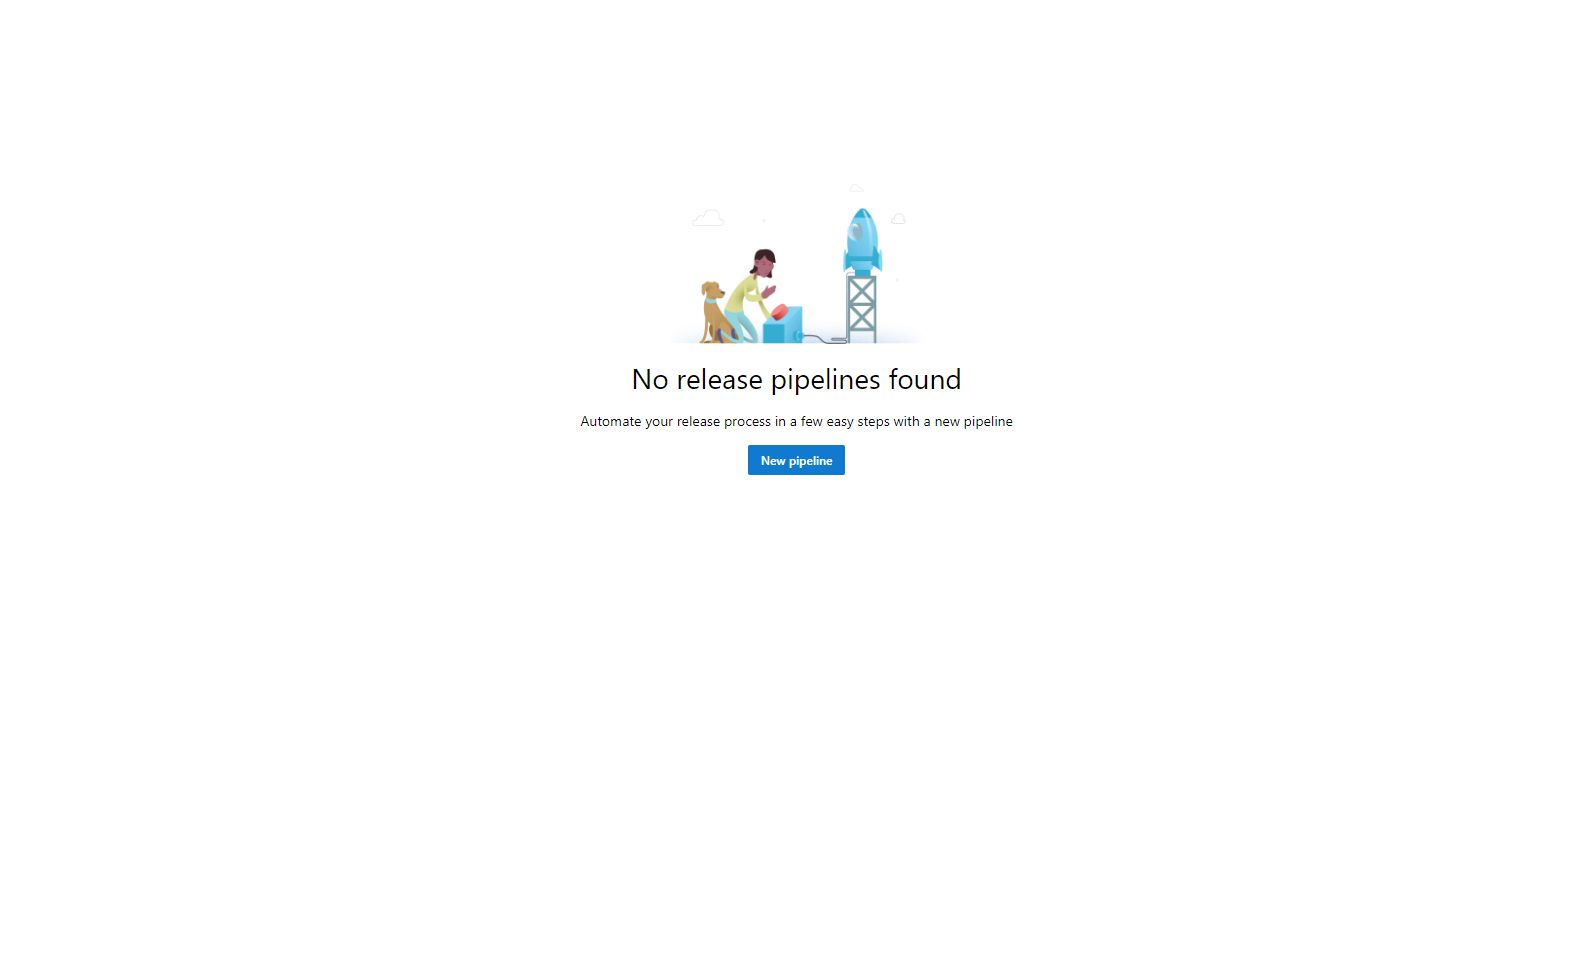 No release pipelines found
Automate your release process in a few easy steps with a new pipeline
New pipeline